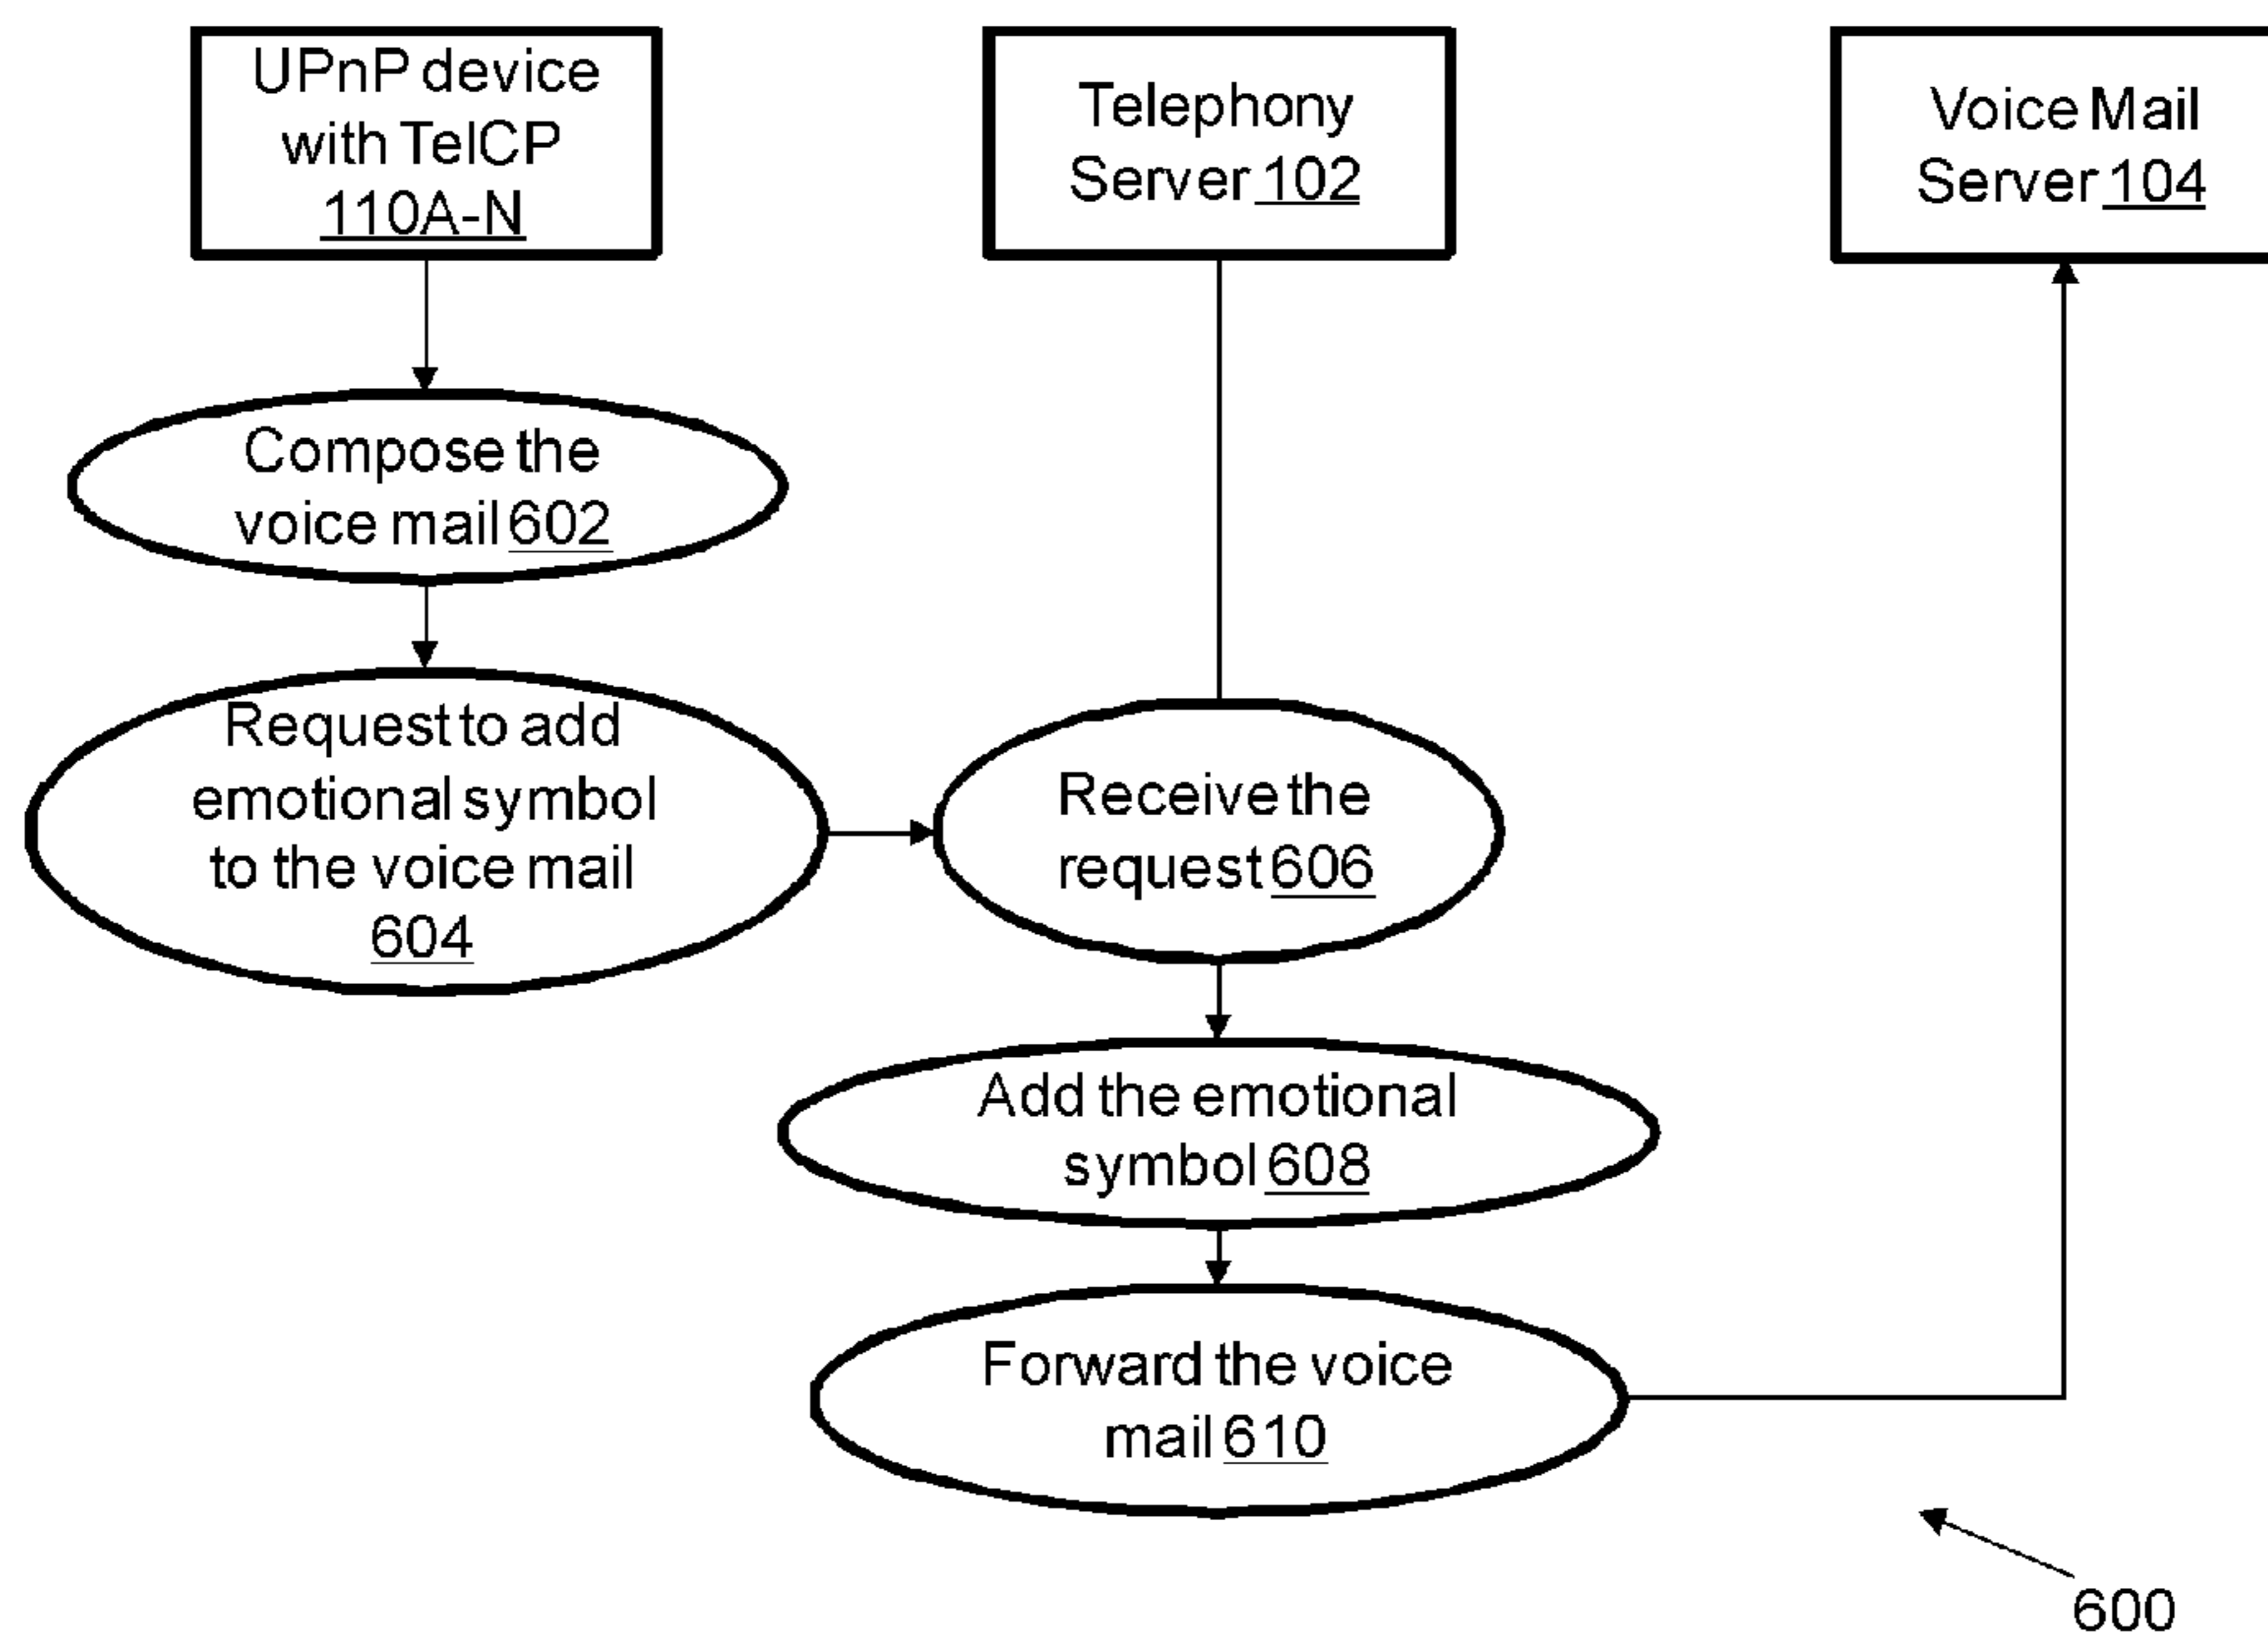 UPnP device
with TelCP
110A-N
Telephony
Server 102
Voice Mail
Server 104
Compose the
voice mail 602
Request to add
emotional symbol
to the voice mail
604
Receive the
request 606
Add the emotional
symbol 608
Forward the voice
mail 610
600